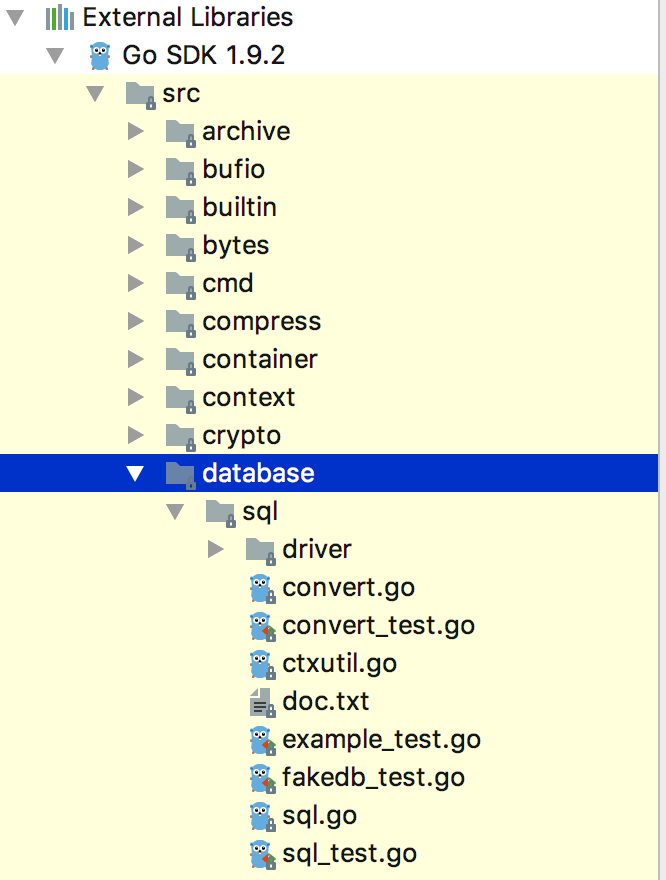 External Libraries
Go SDK 1.9.2
src
archive
bufio
builtin
bytes
cmd
compress
container
context
crypto
database
sql
driver
convert.go
convert_test.go
ctxutil.go
doc.txt
example_test.go
fakedb_test.go
sql.go
sql_test.go